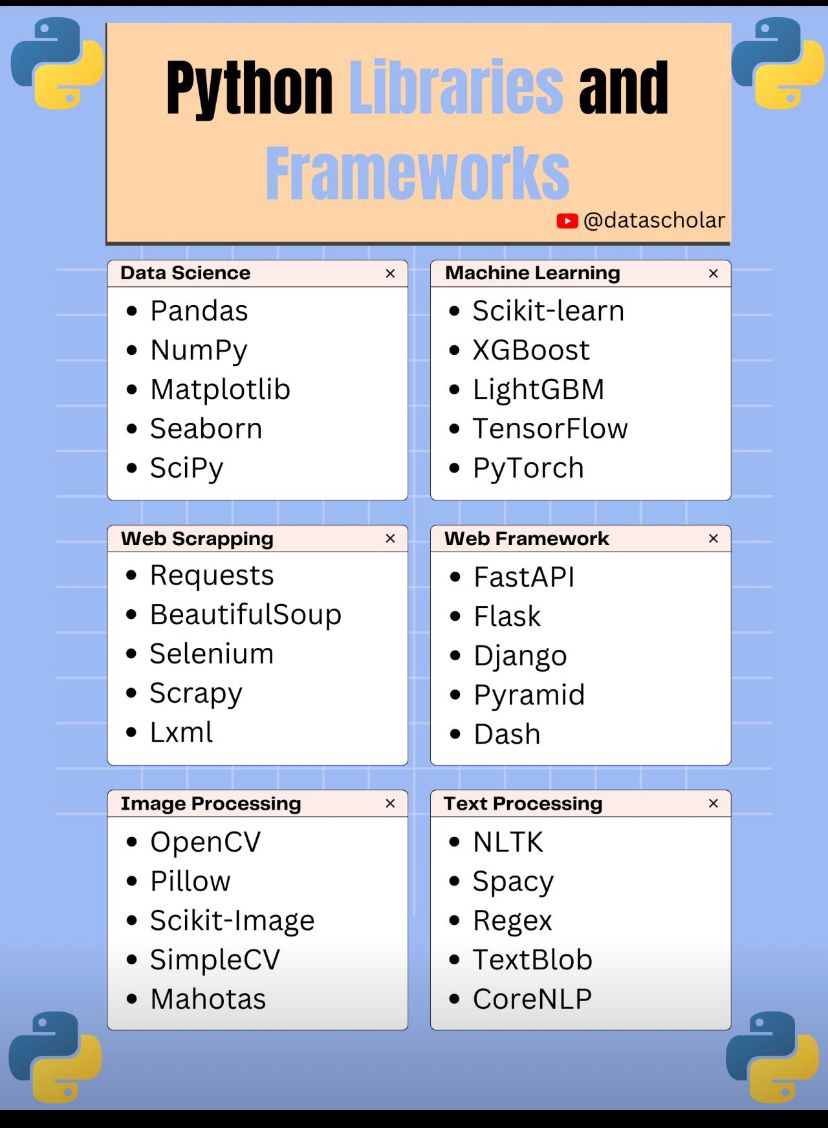 Python Libraries and
Frameworks
@datascholar
Data Science ×
• Pandas
• NumPy
• Matplotlib
• Seaborn
• SciPy
Machine Learning ×
• Scikit-learn
• XGBoost
• LightGBM
• TensorFlow
• PyTorch
Web Scrapping ×
• Requests
• BeautifulSoup
• Selenium
• Scrapy
• Lxml
Web Framework ×
• FastAPI
• Flask
• Django
• Pyramid
• Dash
Image Processing ×
• OpenCV
• Pillow
• Scikit-Image
• SimpleCV
• Mahotas
Text Processing ×
• NLTK
• Spacy
• Regex
• TextBlob
• CoreNLP